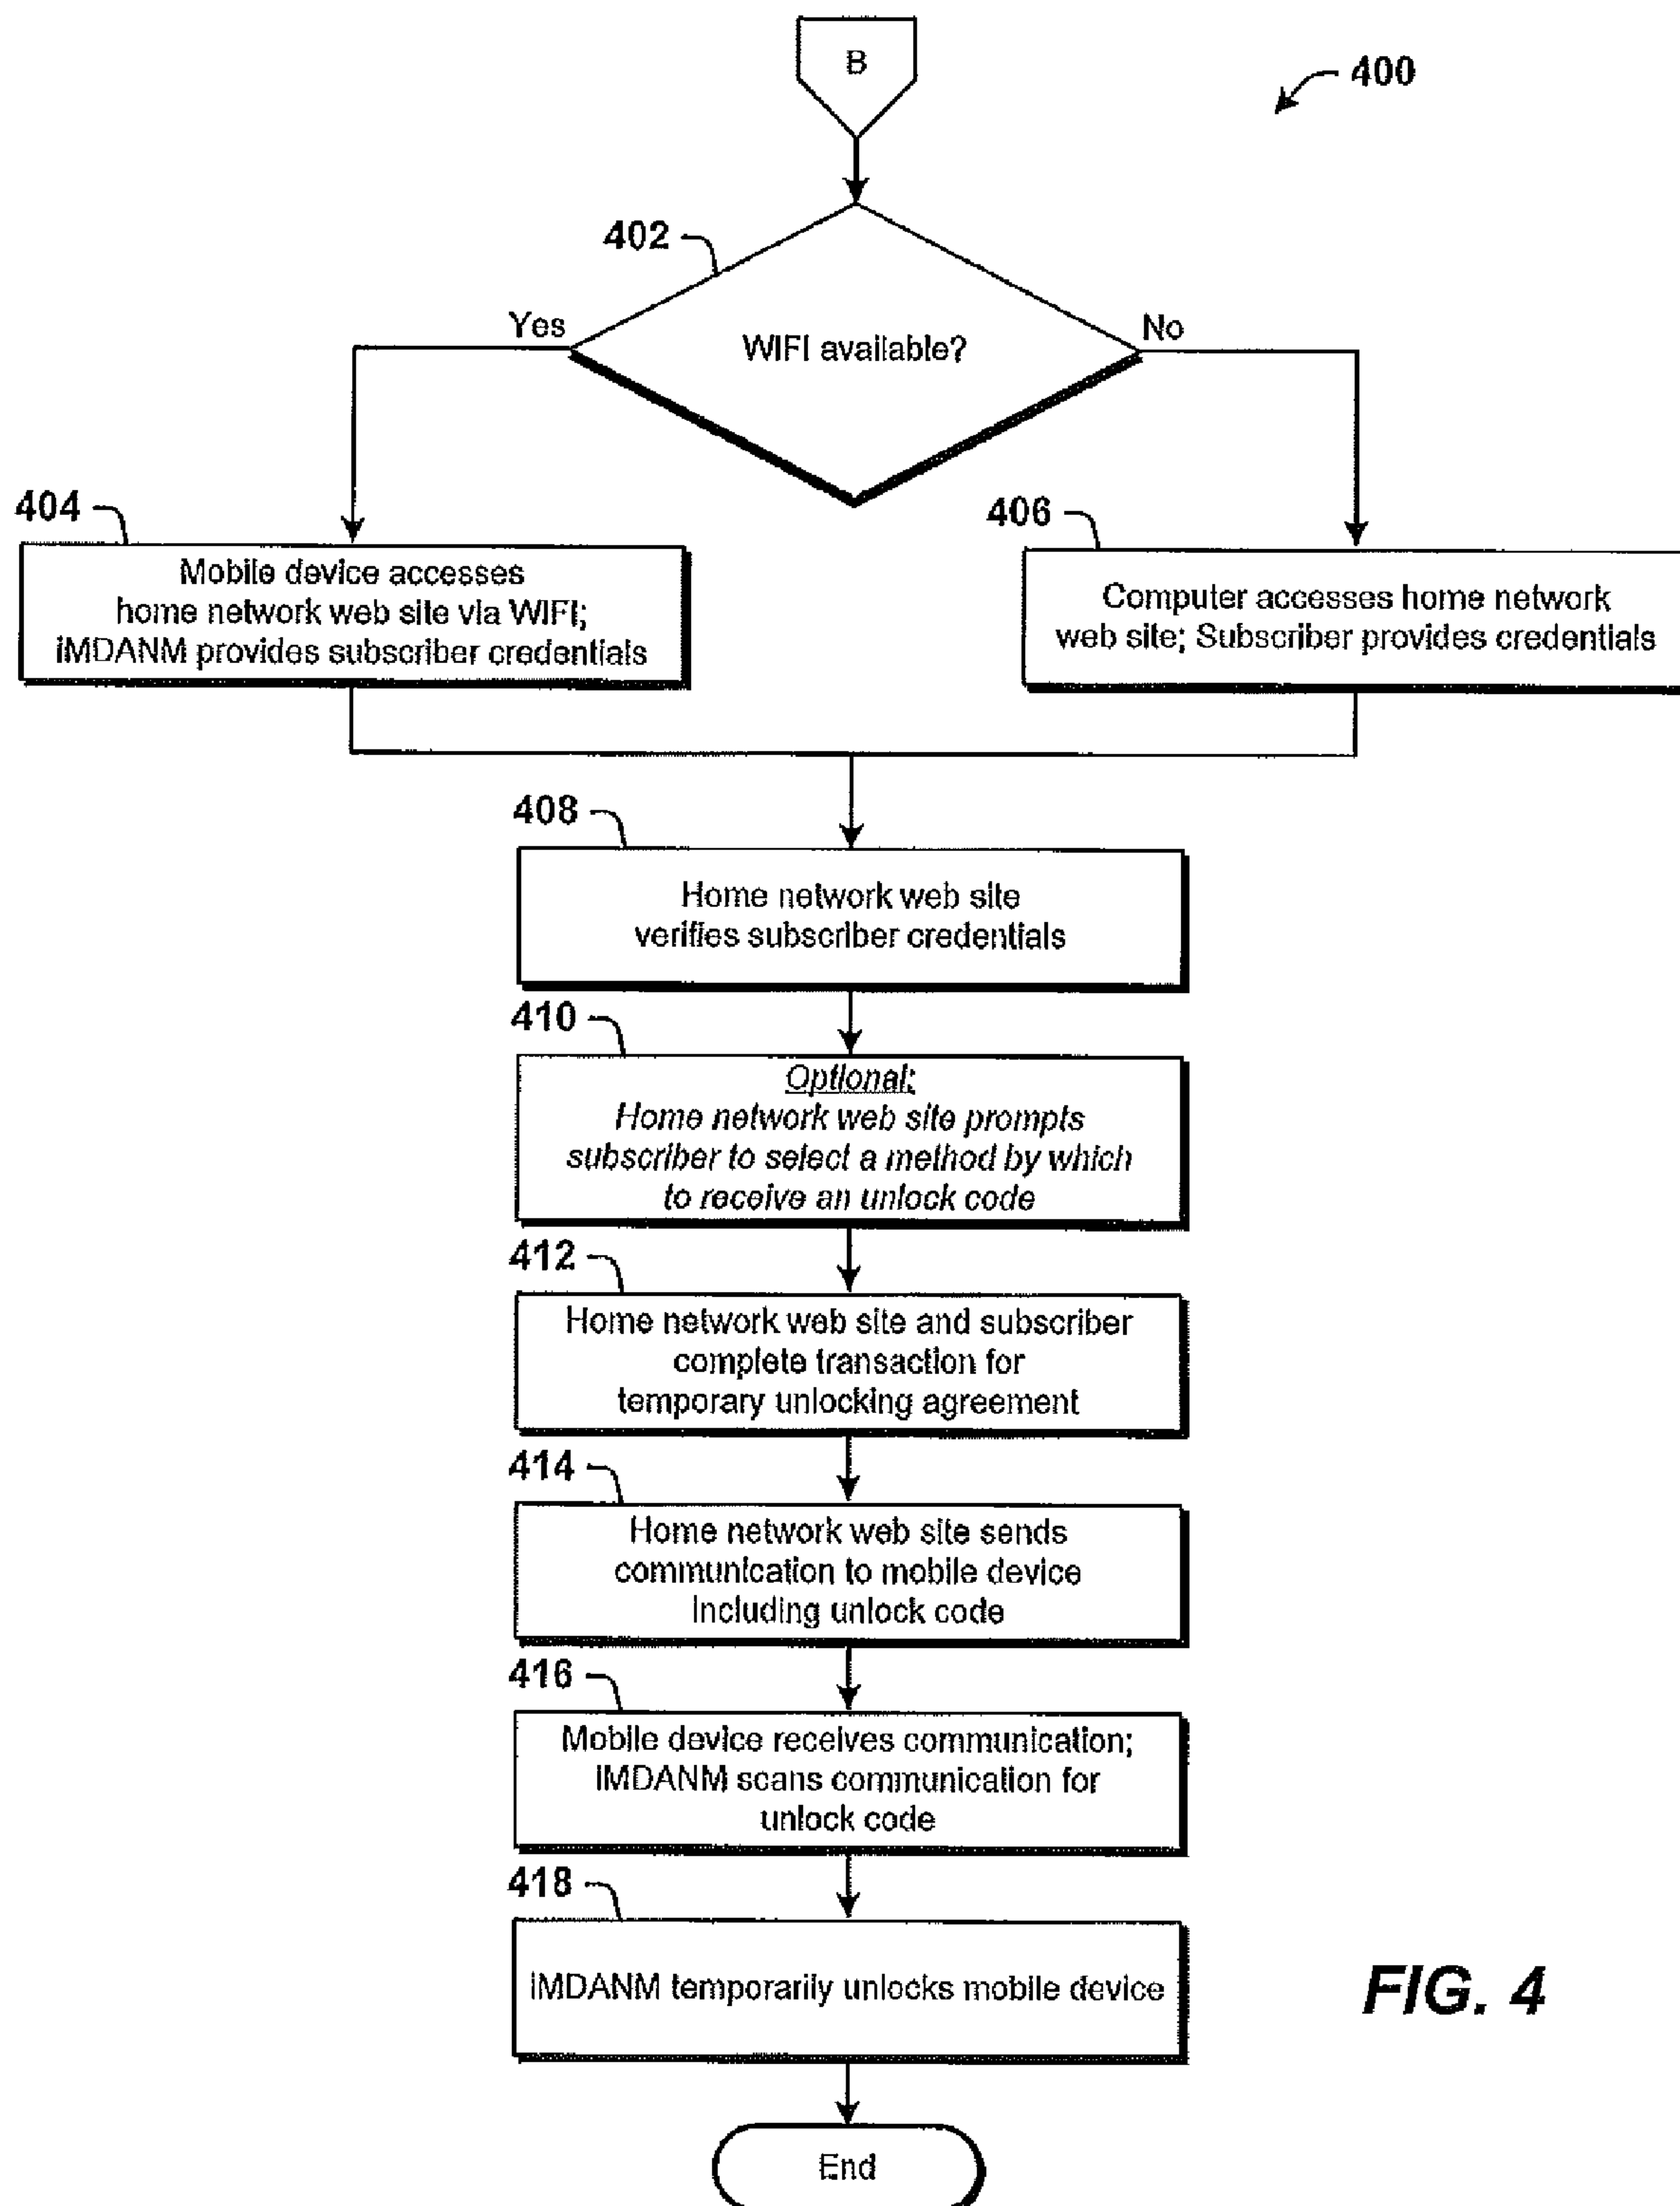 B
400
402
Yes
WIFI available?
No
404
Mobile device accesses
home network web site via WIFI;
iMDANM provides subscriber credentials
406
Computer accesses home network
web site; Subscriber provides credentials
408
Home network web site
verifies subscriber credentials
410
Optional:
Home network web site prompts
subscriber to select a method by which
to receive an unlock code
412
Home network web site and subscriber
complete transaction for
temporary unlocking agreement
414
Home network web site sends
communication to mobile device
including unlock code
416
Mobile device receives communication;
iMDANM scans communication for
unlock code
418
iMDANM temporarily unlocks mobile device
FIG. 4
End